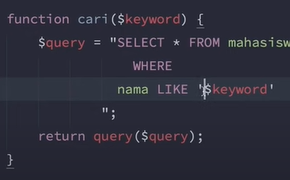 function cari($keyword) {
$query = "SELECT * FROM mahasisw
WHERE
nama LIKE '$keyword'
";
return query($query);
}